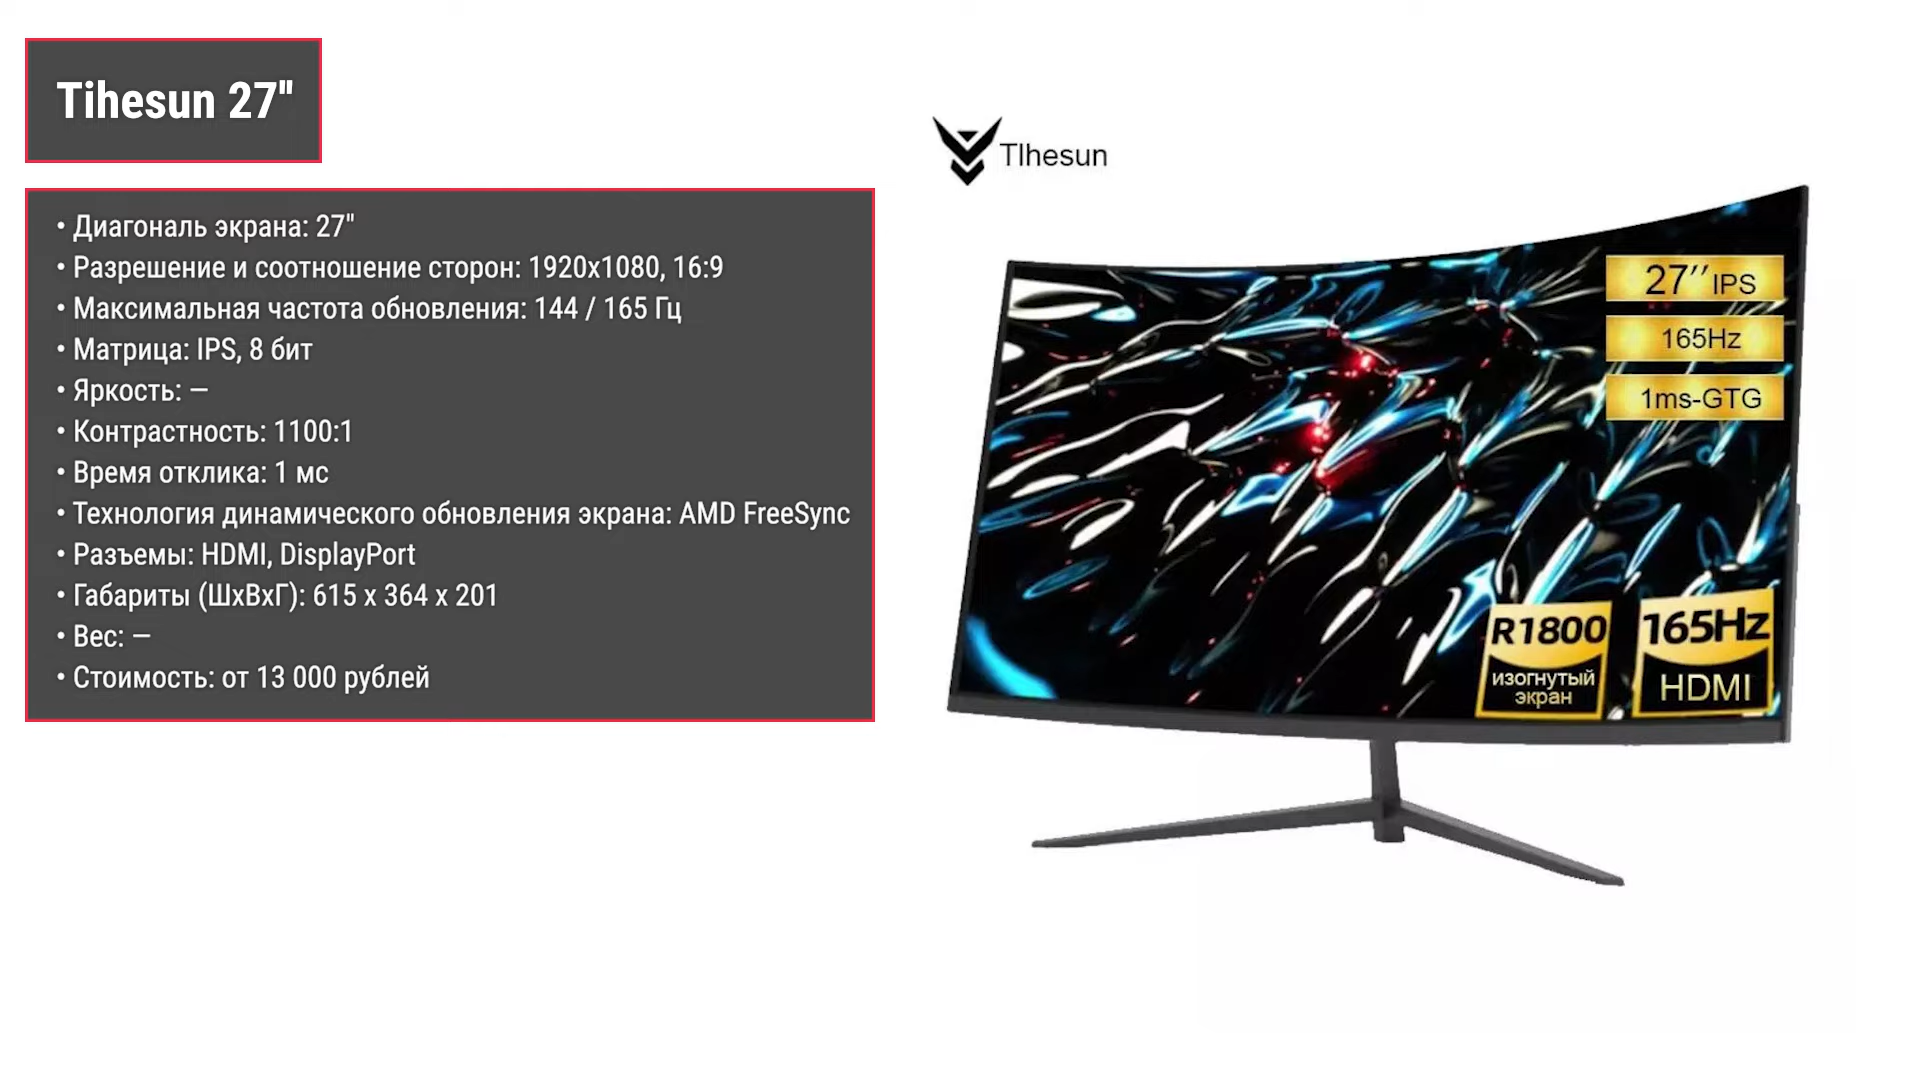 Tihesun 27"
• Диагональ экрана: 27"
• Разрешение и соотношение сторон: 1920x1080, 16:9
• Максимальная частота обновления: 144 / 165 Гц
• Матрица: IPS, 8 бит
• Яркость: —
• Контрастность: 1100:1
• Время отклика: 1 мс
• Технология динамического обновления экрана: AMD FreeSync
• Разъемы: HDMI, DisplayPort
• Габариты (ШхВхГ): 615 x 364 x 201
• Вес: —
• Стоимость: от 13 000 рублей
TIhesun
27′′IPS
165Hz
1ms-GTG
R1800
изогнутый
экран
165Hz
HDMI